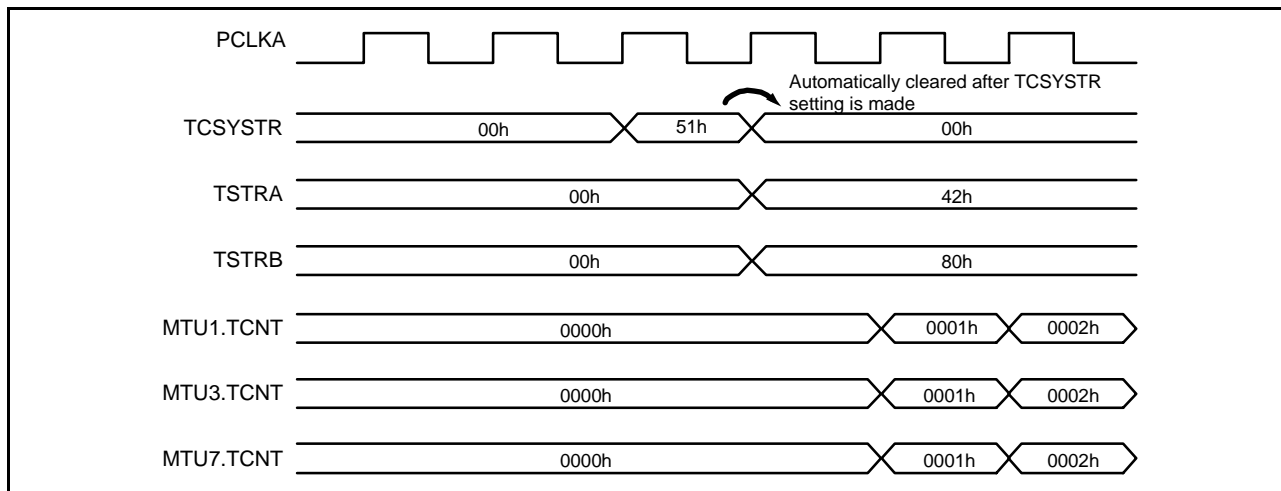 PCLKA
Automatically cleared after TCSYSTR
setting is made
TCSYSTR 00h 51h 00h
TSTRA 00h 42h
TSTRB 00h 80h
MTU1.TCNT 0000h 0001h 0002h
MTU3.TCNT 0000h 0001h 0002h
MTU7.TCNT 0000h 0001h 0002h